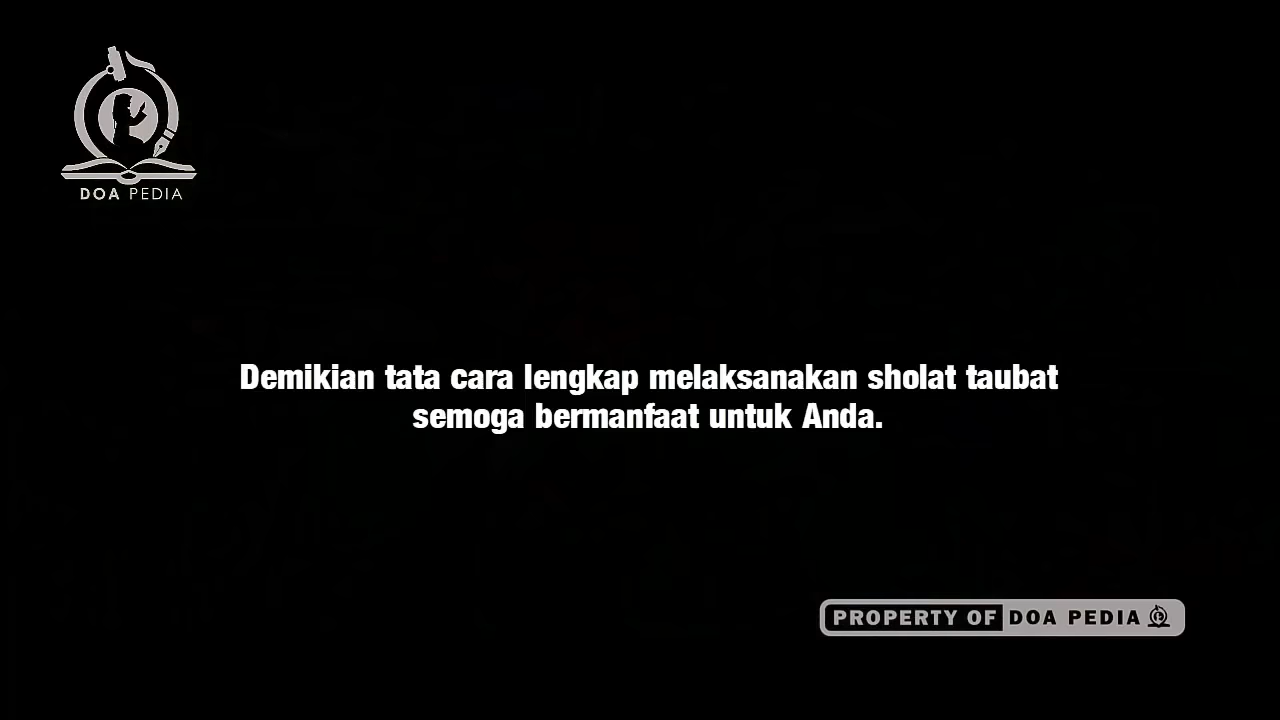 DOA PEDIA
Demikian tata cara lengkap melaksanakan sholat taubat
semoga bermanfaat untuk Anda.
PROPERTY OF DOA PEDIA